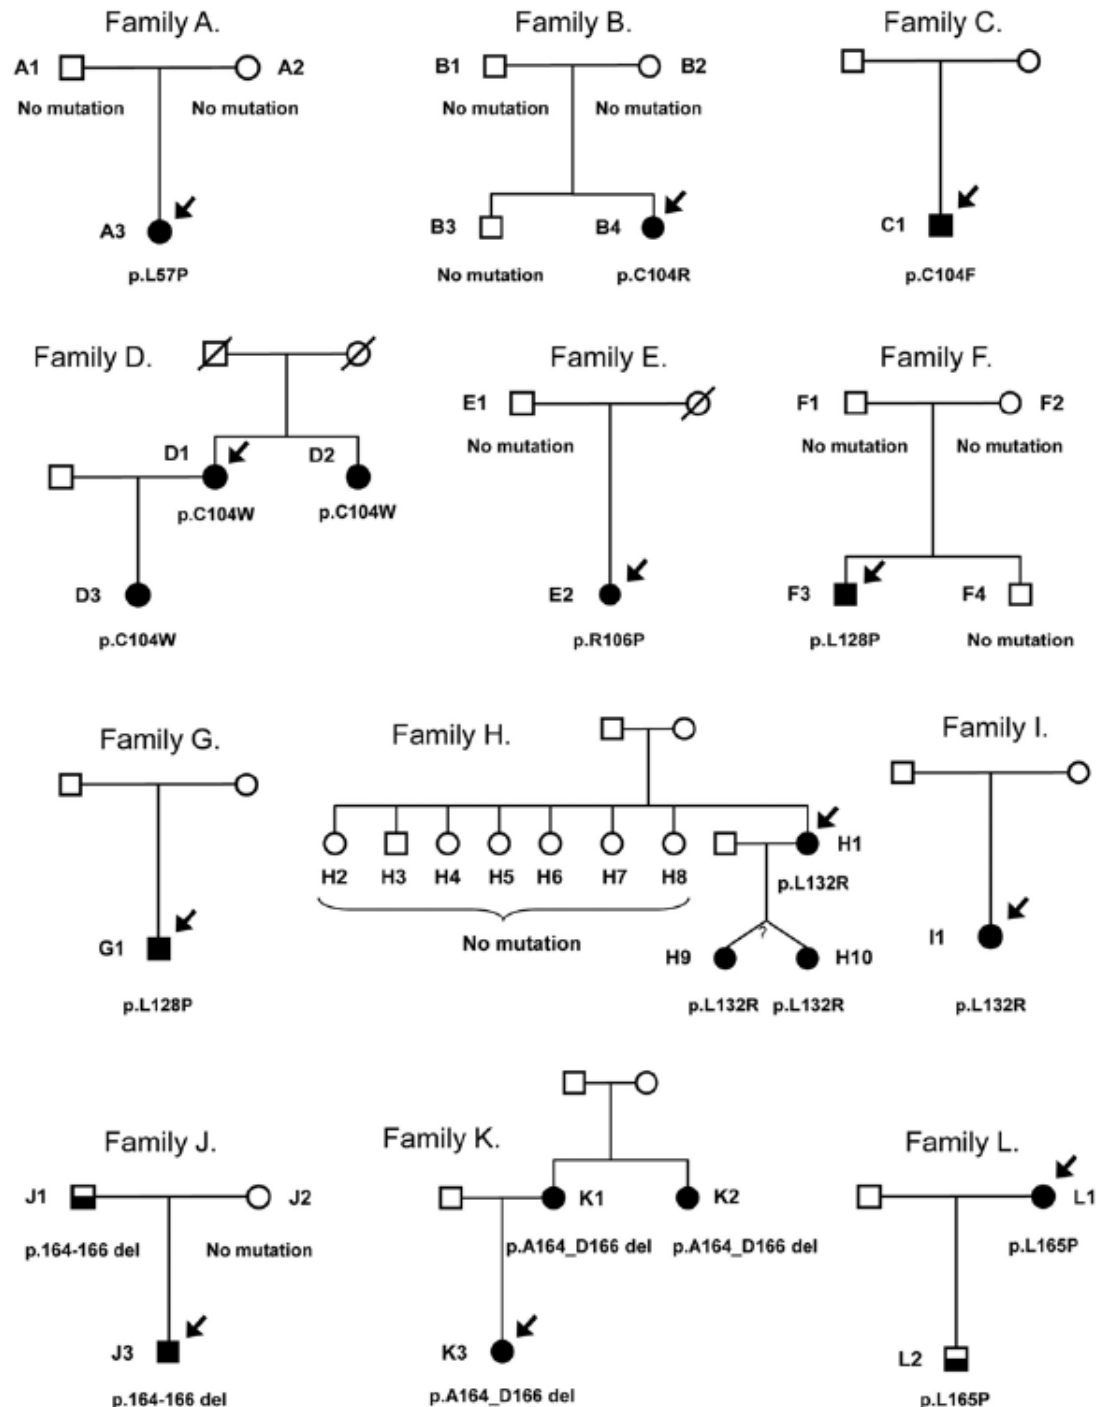 Family A.
Family B.
Family C.
A1
A2
B1
B2
No mutation
No mutation
No mutation
No mutation
A3
B3
B4
C1
p.L57P
No mutation
p.C104R
p.C104F
Family D.
Family E.
Family F.
E1
F1
F2
No mutation
No mutation
No mutation
D1
D2
p.C104W
p.C104W
D3
E2
F3
F4
p.C104W
p.R106P
p.L128P
No mutation
Family G.
Family H.
Family I.
H1
H2
H3
H4
H5
H6
H7
H8
p.L132R
No mutation
?
G1
H9
H10
I1
p.L128P
p.L132R
p.L132R
p.L132R
Family J.
Family K.
Family L.
J1
J2
K1
K2
L1
p.164-166 del
No mutation
p.A164_D166 del
p.A164_D166 del
p.L165P
J3
K3
L2
p.164-166 del
p.A164_D166 del
p.L165P